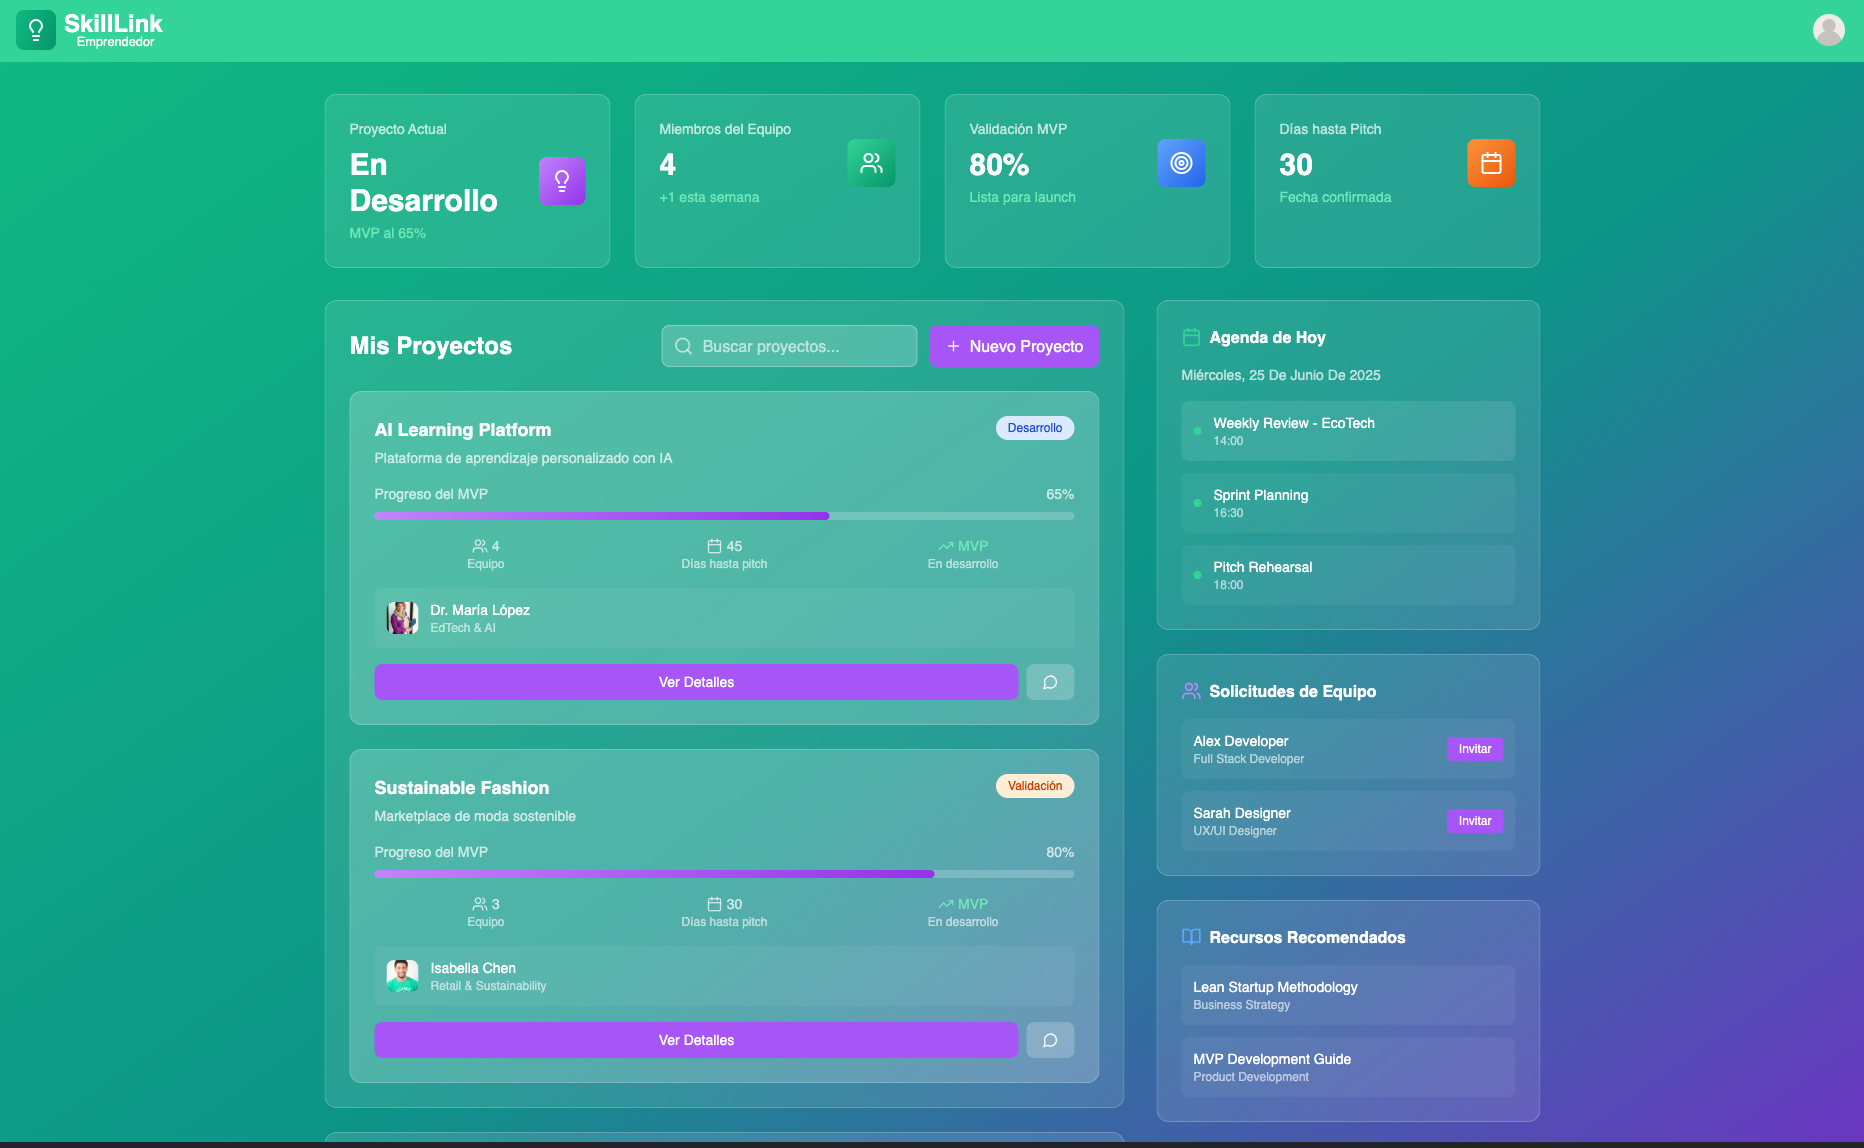 SkillLink
Emprendedor
Proyecto Actual
En
Desarrollo
MVP al 65%
Miembros del Equipo
4
+1 esta semana
Validación MVP
80%
Lista para launch
Días hasta Pitch
30
Fecha confirmada
Mis Proyectos
Buscar proyectos...
Nuevo Proyecto
AI Learning Platform
Desarrollo
Plataforma de aprendizaje personalizado con IA
Progreso del MVP
65%
4
Equipo
45
Días hasta pitch
MVP
En desarrollo
Dr. María López
EdTech & AI
Ver Detalles
Sustainable Fashion
Validación
Marketplace de moda sostenible
Progreso del MVP
80%
3
Equipo
30
Días hasta pitch
MVP
En desarrollo
Isabella Chen
Retail & Sustainability
Ver Detalles
Agenda de Hoy
Miércoles, 25 De Junio De 2025
Weekly Review - EcoTech
14:00
Sprint Planning
16:30
Pitch Rehearsal
18:00
Solicitudes de Equipo
Alex Developer
Full Stack Developer
Invitar
Sarah Designer
UX/UI Designer
Invitar
Recursos Recomendados
Lean Startup Methodology
Business Strategy
MVP Development Guide
Product Development